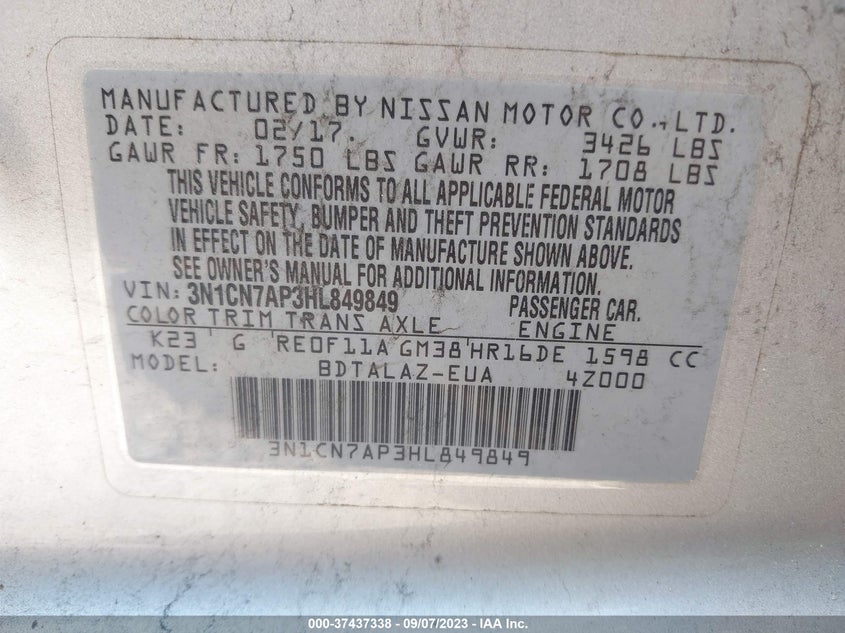 MANUFACTURED BY NISSAN MOTOR CO.,LTD.
DATE: 02/17. GVWR: 3426 LBS
GAWR FR: 1750 LBS GAWR RR: 1708 LBS
THIS VEHICLE CONFORMS TO ALL APPLICABLE FEDERAL MOTOR
VEHICLE SAFETY, BUMPER AND THEFT PREVENTION STANDARDS
IN EFFECT ON THE DATE OF MANUFACTURE SHOWN ABOVE.
SEE OWNER'S MANUAL FOR ADDITIONAL INFORMATION.
VIN: 3N1CN7AP3HL849849 PASSENGER CAR.
COLOR TRIM TRANS AXLE ENGINE
K23 G RE0F11A GM38 HR16DE 1598 CC
MODEL: BDTALAZ-EUA 4Z000
3N1CN7AP3HL849849
000-37437338 - 09/07/2023 - IAA Inc.